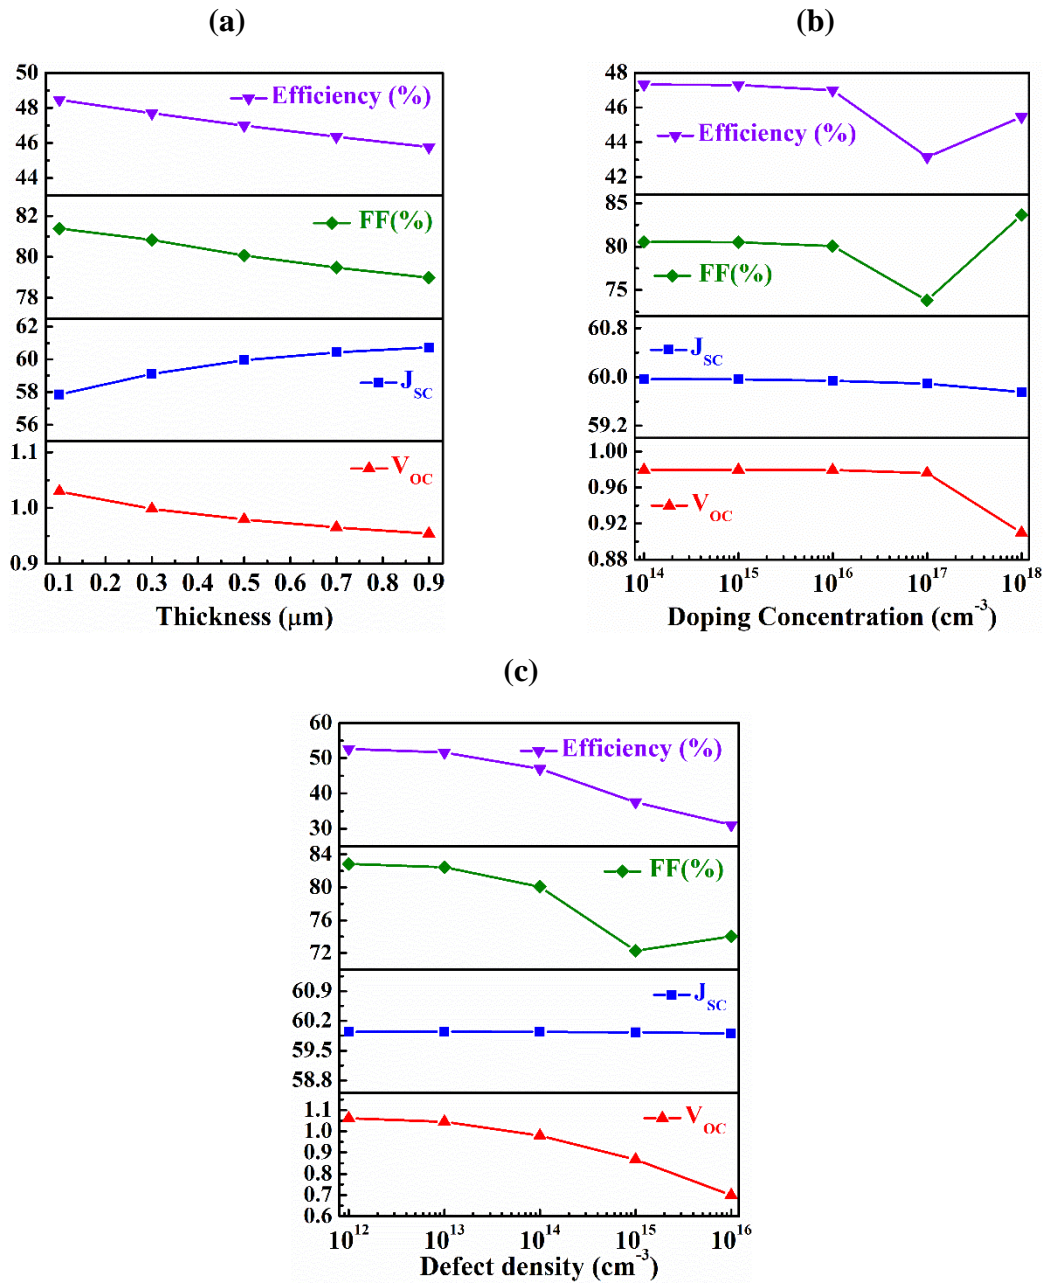 (a)
50
48
46
44
Efficiency (%)
82
80
78
FF(%)
62
60
58
56
J_SC
1.1
1.0
0.9
V_OC
0.1 0.2 0.3 0.4 0.5 0.6 0.7 0.8 0.9
Thickness (μm)
(b)
48
46
44
42
Efficiency (%)
85
80
75
FF(%)
60.8
60.0
59.2
J_SC
1.00
0.96
0.92
0.88
V_OC
10^14 10^15 10^16 10^17 10^18
Doping Concentration (cm^-3)
(c)
60
50
40
30
Efficiency (%)
84
80
76
72
FF(%)
60.9
60.2
59.5
58.8
J_SC
1.1
1.0
0.9
0.8
0.7
0.6
V_OC
10^12 10^13 10^14 10^15 10^16
Defect density (cm^-3)